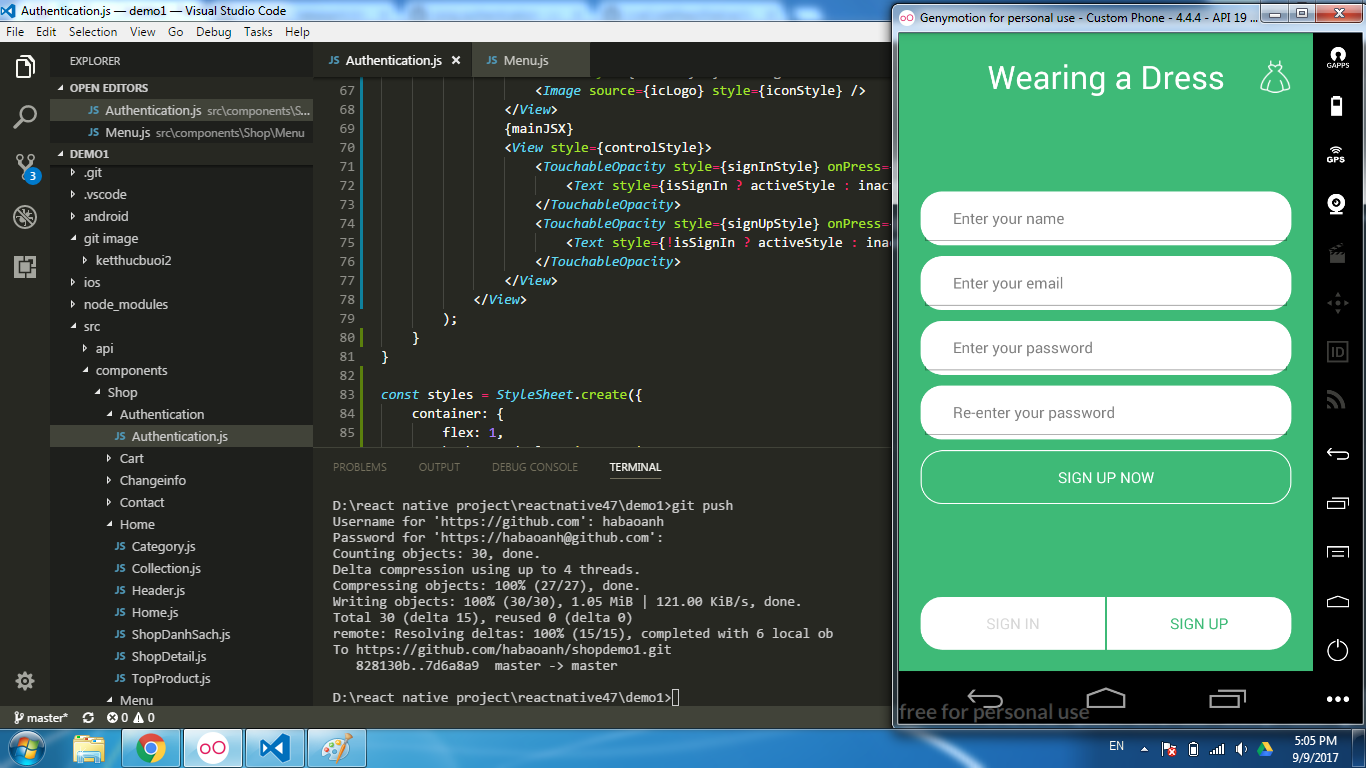 Authentication.js — demo1 — Visual Studio Code
File Edit Selection View Go Debug Tasks Help
EXPLORER
OPEN EDITORS
JS Authentication.js src\components\S...
JS Menu.js src\components\Shop\Menu
DEMO1
.git
.vscode
android
git image
ketthucbuoi2
ios
node_modules
src
api
components
Shop
Authentication
JS Authentication.js
Cart
Changeinfo
Contact
Home
JS Category.js
JS Collection.js
JS Header.js
JS Home.js
JS ShopDanhSach.js
JS ShopDetail.js
JS TopProduct.js
Menu
3
JS Authentication.js JS Menu.js
67 <Image source={icLogo} style={iconStyle} />
68 </View>
69 {mainJSX}
70 <View style={controlStyle}>
71 <TouchableOpacity style={signInStyle} onPress=
72 <Text style={isSignIn ? activeStyle : inac
73 </TouchableOpacity>
74 <TouchableOpacity style={signUpStyle} onPress=
75 <Text style={!isSignIn ? activeStyle : ina
76 </TouchableOpacity>
77 </View>
78 </View>
79 );
80 }
81 }
82
83 const styles = StyleSheet.create({
84 container: {
85 flex: 1,
PROBLEMS OUTPUT DEBUG CONSOLE TERMINAL
D:\react native project\reactnative47\demo1>git push
Username for 'https://github.com': habaoanh
Password for 'https://habaoanh@github.com':
Counting objects: 30, done.
Delta compression using up to 4 threads.
Compressing objects: 100% (27/27), done.
Writing objects: 100% (30/30), 1.05 MiB | 121.00 KiB/s, done.
Total 30 (delta 15), reused 0 (delta 0)
remote: Resolving deltas: 100% (15/15), completed with 6 local ob
To https://github.com/habaoanh/shopdemo1.git
828130b..7d6a8a9 master -> master
D:\react native project\reactnative47\demo1>
master* 0 0
Genymotion for personal use - Custom Phone - 4.4.4 - API 19 ...
Wearing a Dress
Enter your name
Enter your email
Enter your password
Re-enter your password
SIGN UP NOW
SIGN IN SIGN UP
free for personal use
GAPPS
GPS
ID
EN
5:05 PM
9/9/2017